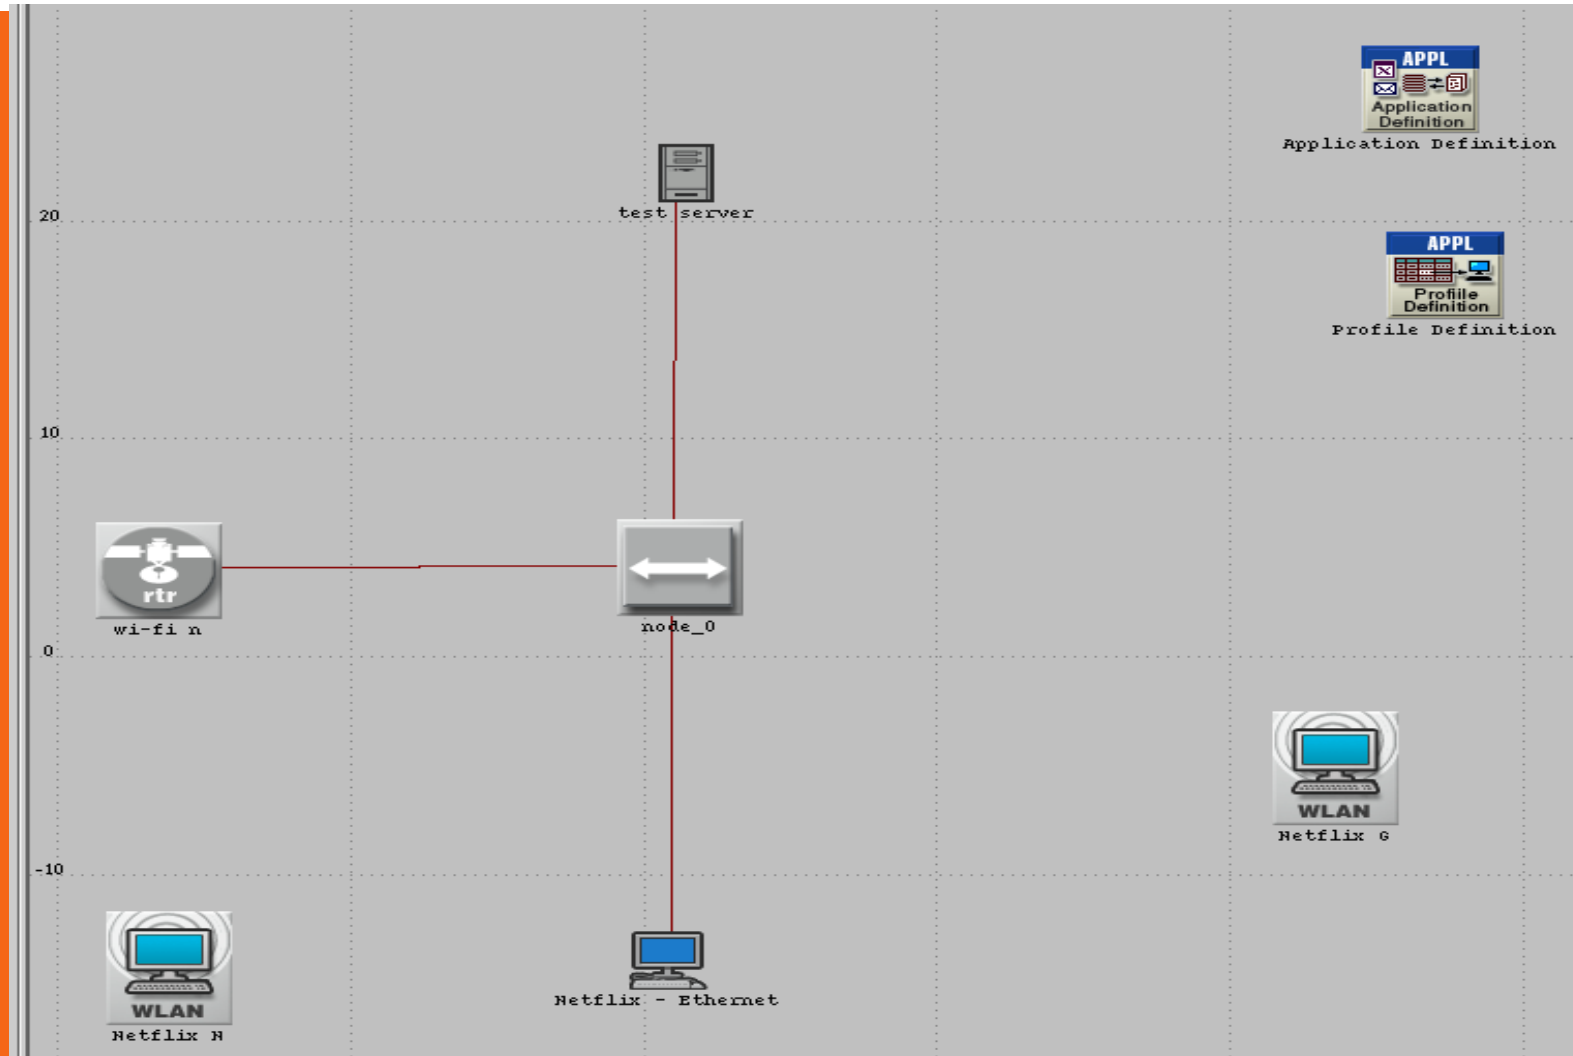 APPL
Application
Definition
Application Definition
test server
20
APPL
Profiile
Definition
Profile Definition
10
rtr
wi-fi n
node_0
0
WLAN
Netflix G
-10
WLAN
Netflix N
Netflix - Ethernet